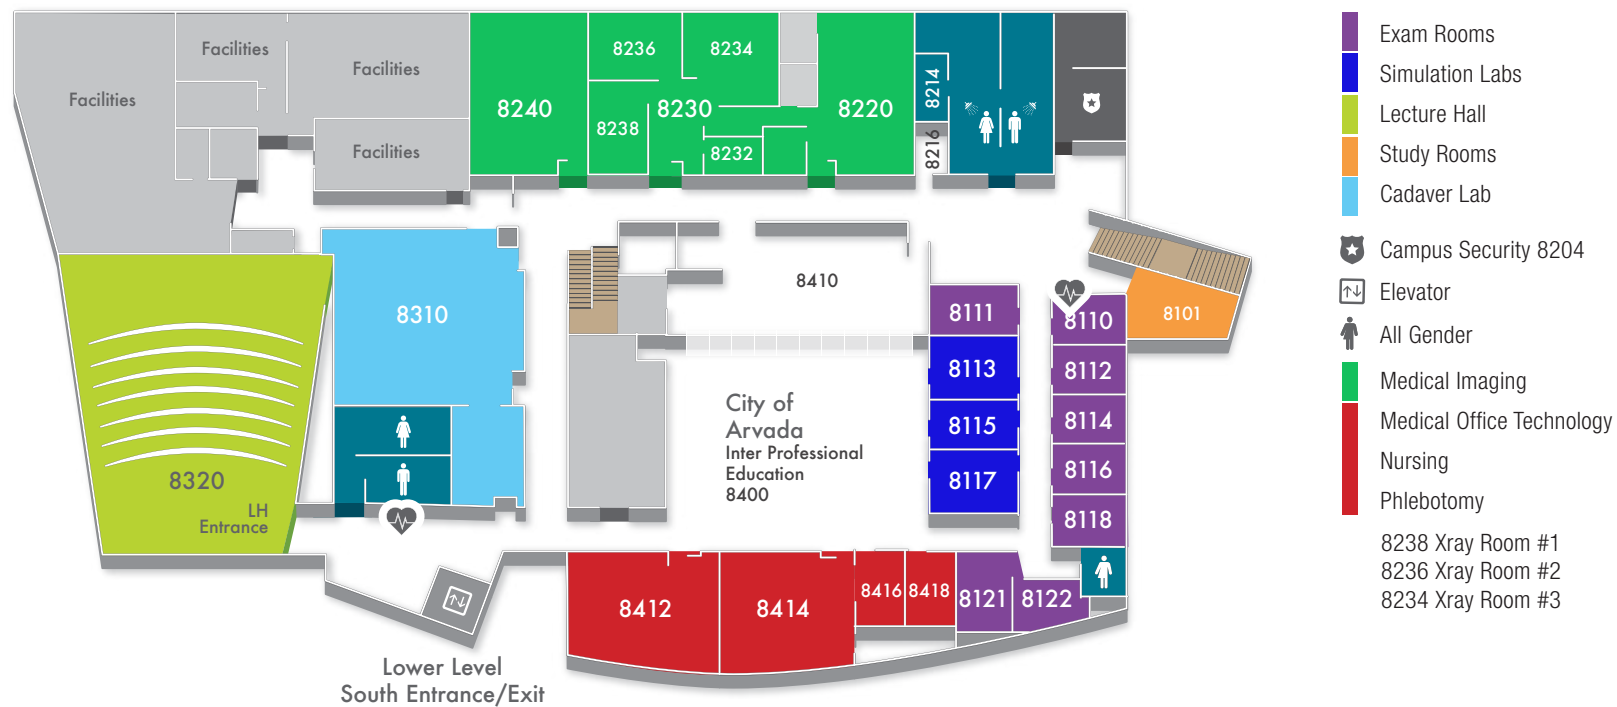 Facilities
Facilities
Facilities
Facilities
8240
8236
8234
8230
8238
8232
8220
8214
8216
8310
8410
8111
8113
8115
8117
8110
8112
8114
8116
8118
8101
City of
Arvada
Inter Professional
Education
8400
8320
LH
Entrance
8412
8414
8416
8418
8121
8122
Lower Level
South Entrance/Exit
Exam Rooms
Simulation Labs
Lecture Hall
Study Rooms
Cadaver Lab
Campus Security 8204
Elevator
All Gender
Medical Imaging
Medical Office Technology
Nursing
Phlebotomy
8238 Xray Room #1
8236 Xray Room #2
8234 Xray Room #3